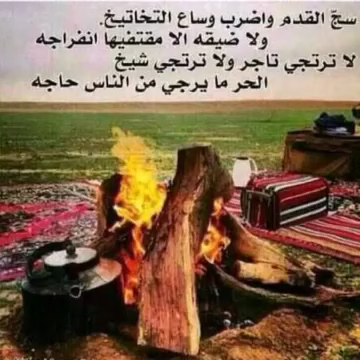 سجّ القدم واضرب وساع التخاتيخ.
ولا ضيقه الا مقتفيها انفراجه
لا ترتجي تاجر ولا ترتجي شيخ
الحر ما يرجي من الناس حاجه